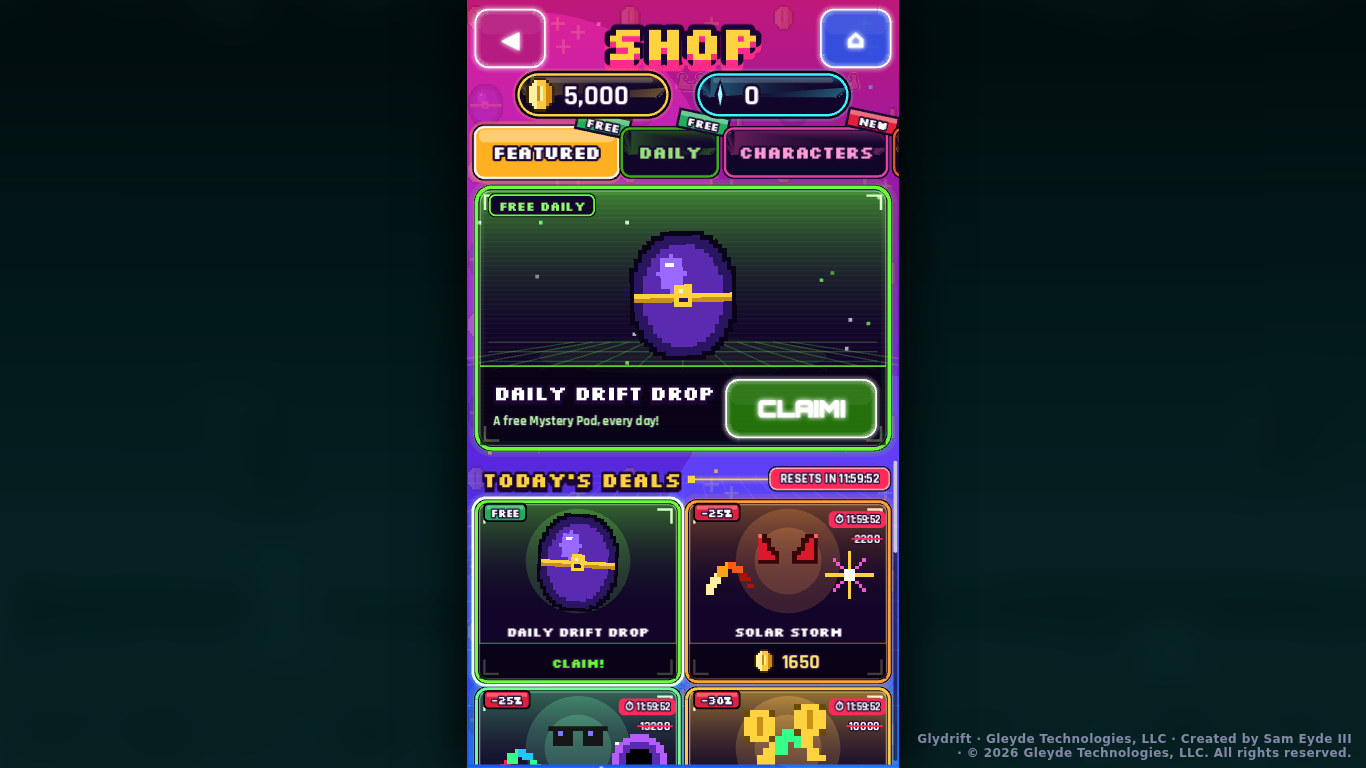 SHOP
5,000
0
FREE
FREE
NEW
FEATURED
DAILY
CHARACTERS
FREE DAILY
DAILY DRIFT DROP
A free Mystery Pod, every day!
CLAIM!
TODAY'S DEALS
RESETS IN 11:59:52
FREE
DAILY DRIFT DROP
CLAIM!
-25%
11:59:52
2200
SOLAR STORM
1650
-25%
11:59:52
13200
-30%
11:59:52
10000
Glydrift · Gleyde Technologies, LLC · Created by Sam Eyde III
· © 2026 Gleyde Technologies, LLC. All rights reserved.